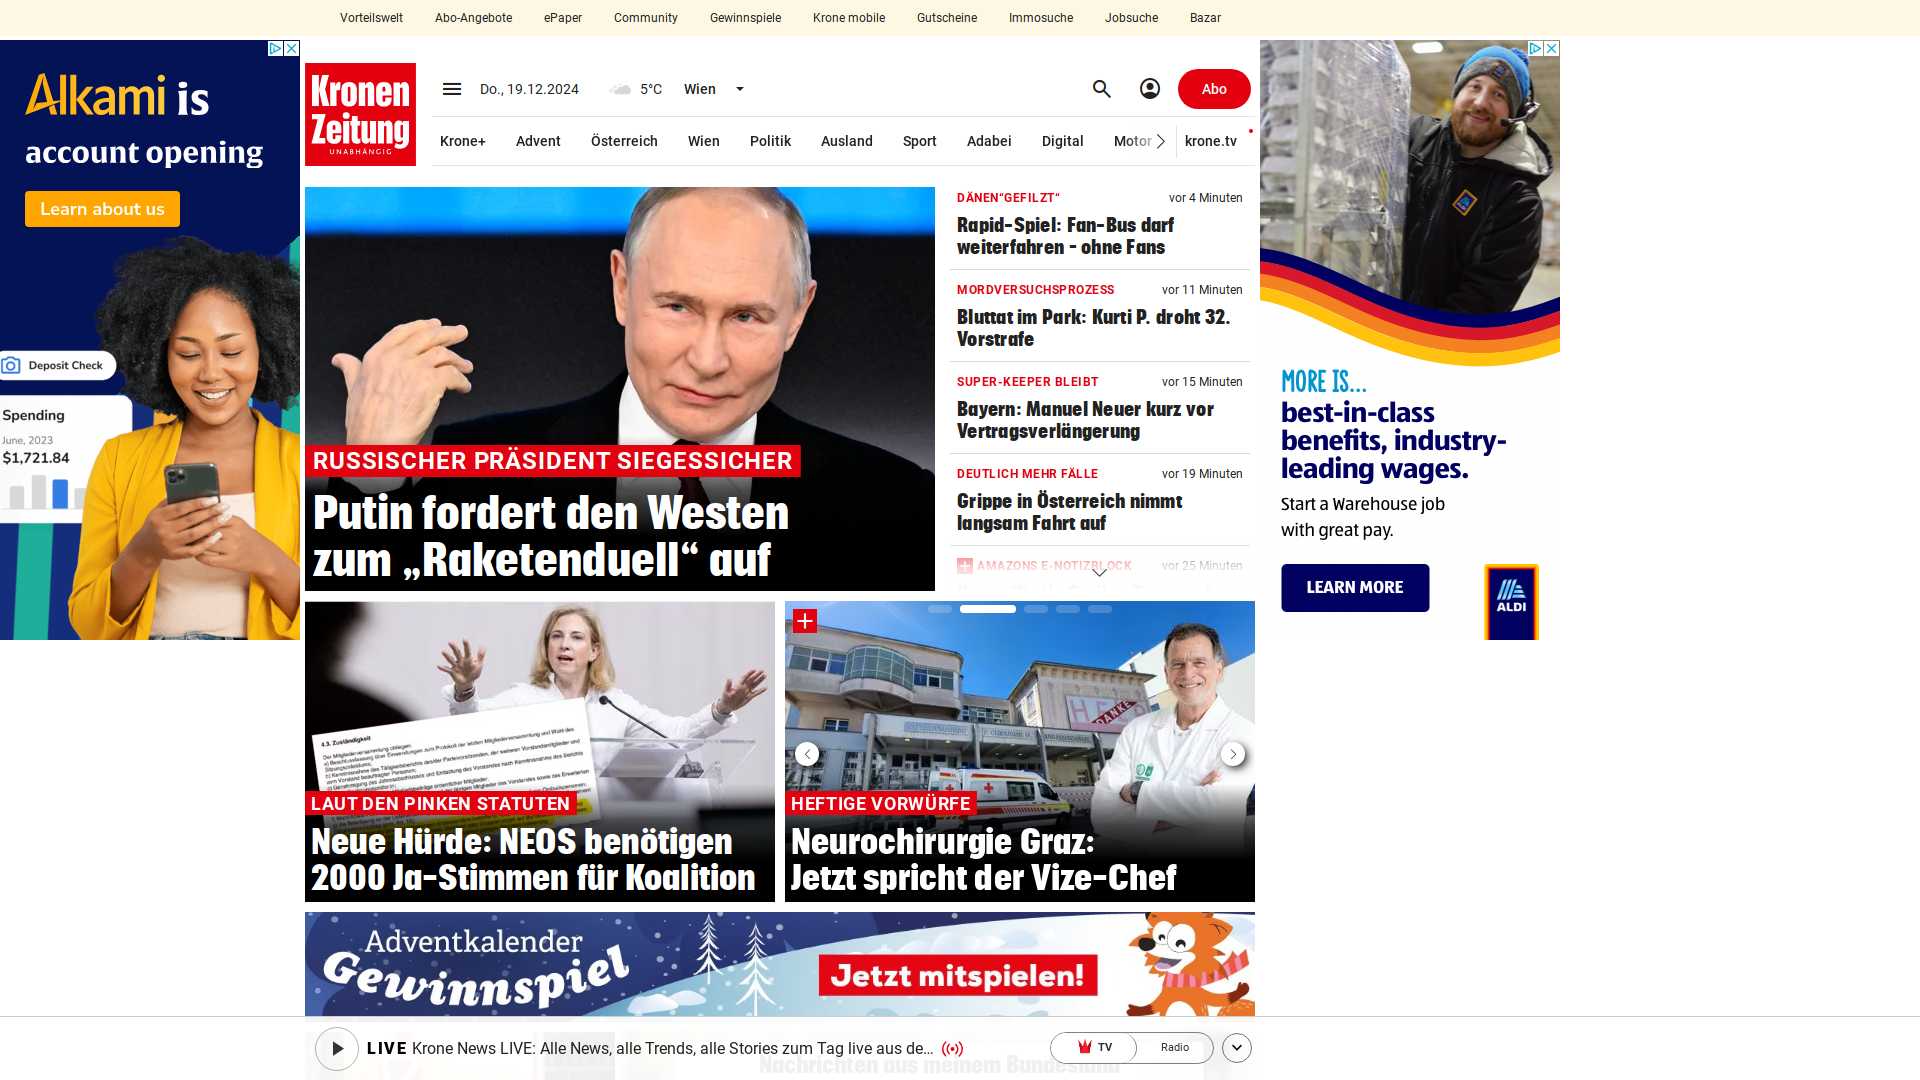 Vorteilswelt
Abo-Angebote
ePaper
Community
Gewinnspiele
Krone mobile
Gutscheine
Immosuche
Jobsuche
Bazar
Alkami is
account opening
Learn about us
Deposit Check
Spending
June, 2023
$1,721.84
Kronen
Zeitung
UNABHÄNGIG
Do., 19.12.2024
5°C
Wien
Abo
Krone+
Advent
Österreich
Wien
Politik
Ausland
Sport
Adabei
Digital
Motor
krone.tv
RUSSISCHER PRÄSIDENT SIEGESSICHER
Putin fordert den Westen
zum „Raketenduell“ auf
DÄNEN“GEFILZT“
vor 4 Minuten
Rapid-Spiel: Fan-Bus darf
weiterfahren - ohne Fans
MORDVERSUCHSPROZESS
vor 11 Minuten
Bluttat im Park: Kurti P. droht 32.
Vorstrafe
SUPER-KEEPER BLEIBT
vor 15 Minuten
Bayern: Manuel Neuer kurz vor
Vertragsverlängerung
DEUTLICH MEHR FÄLLE
vor 19 Minuten
Grippe in Österreich nimmt
langsam Fahrt auf
AMAZONS E-NOTIZBLOCK
vor 25 Minuten
MORE IS...
best-in-class
benefits, industry-
leading wages.
Start a Warehouse job
with great pay.
LEARN MORE
ALDI
4.3. Zuständigkeit
LAUT DEN PINKEN STATUTEN
Neue Hürde: NEOS benötigen
2000 Ja-Stimmen für Koalition
DANKE
HEFTIGE VORWÜRFE
Neurochirurgie Graz:
Jetzt spricht der Vize-Chef
Adventkalender
Gewinnspiel
Jetzt mitspielen!
LIVE Krone News LIVE: Alle News, alle Trends, alle Stories zum Tag live aus de...
TV
Radio
Nachrichten aus meinem Bundesland